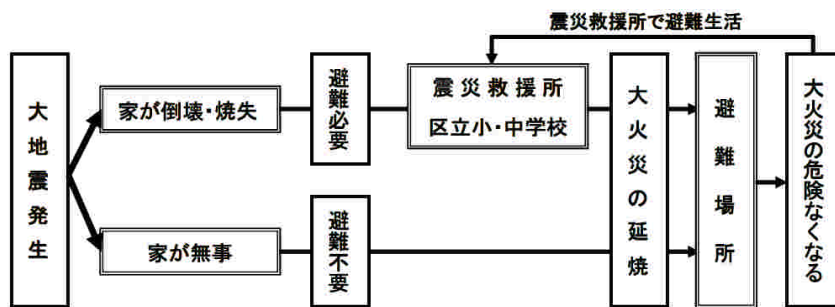 震災救援所で避難生活
大地震発生
家が倒壊・焼失
避難必要
震災救援所
区立小・中学校
家が無事
避難不要
大火災の延焼
避難場所
大火災の危険なくなる